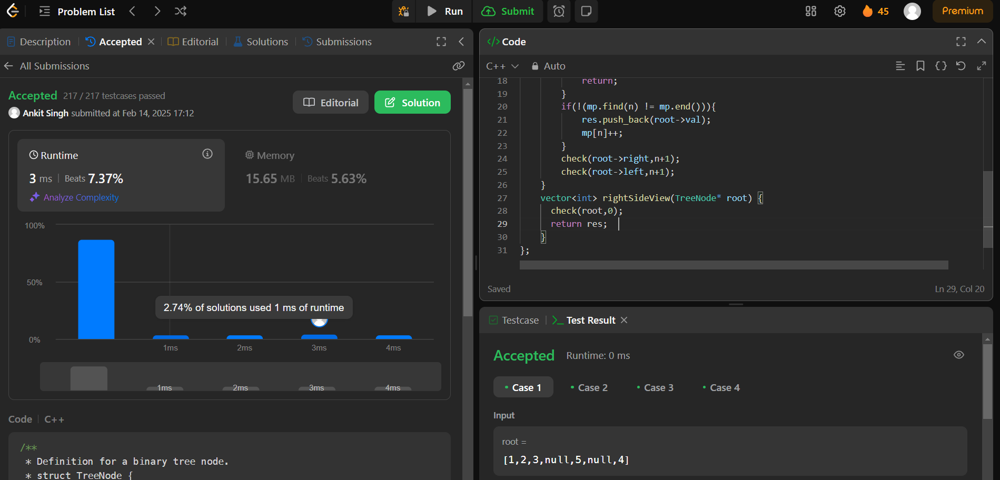 Problem List
Run
Submit
45
Premium
Description
Accepted
Editorial
Solutions
Submissions
All Submissions
Accepted 217 / 217 testcases passed
Ankit Singh submitted at Feb 14, 2025 17:12
Editorial
Solution
Runtime
3 ms | Beats 7.37%
Analyze Complexity
Memory
15.65 MB | Beats 5.63%
100%
50%
0%
2.74% of solutions used 1 ms of runtime
1ms 2ms 3ms 4ms
1ms 2ms 3ms 4ms
Code | C++
/**
* Definition for a binary tree node.
* struct TreeNode {
</> Code
C++ Auto
18 return;
19 }
20 if(!(mp.find(n) != mp.end())){
21 res.push_back(root->val);
22 mp[n]++;
23 }
24 check(root->right,n+1);
25 check(root->left,n+1);
26 }
27 vector<int> rightSideView(TreeNode* root) {
28 check(root,0);
29 return res;
30 }
31 };
Saved
Ln 29, Col 20
Testcase
>_ Test Result
Accepted Runtime: 0 ms
• Case 1 • Case 2 • Case 3 • Case 4
Input
root =
[1,2,3,null,5,null,4]